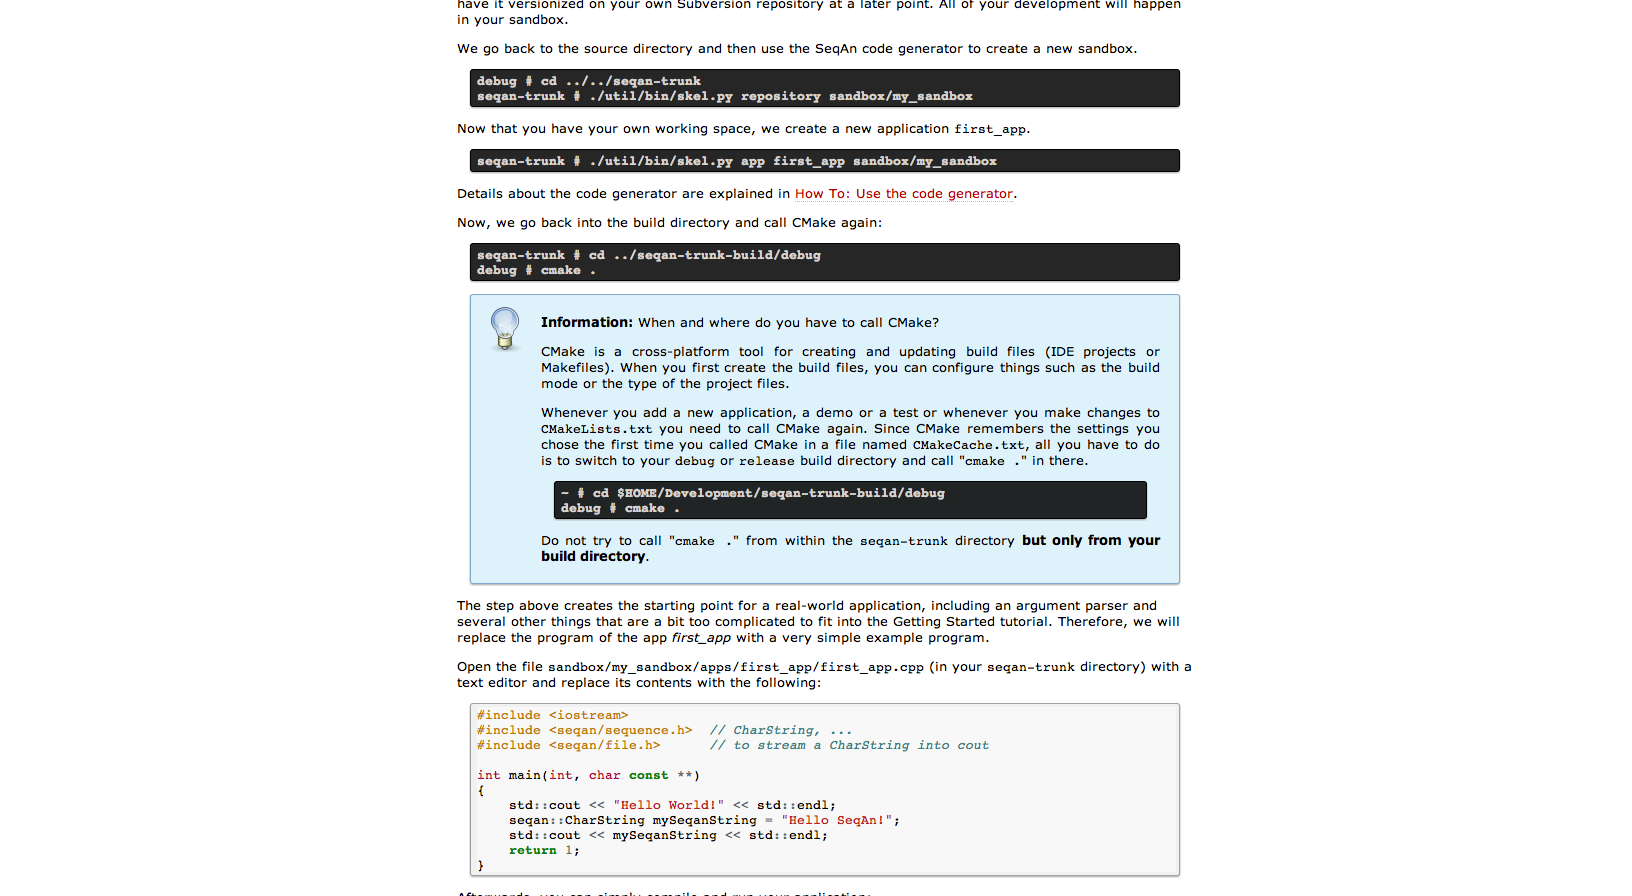 have it versionized on your own Subversion repository at a later point. All of your development will happen
in your sandbox.
We go back to the source directory and then use the SeqAn code generator to create a new sandbox.
debug # cd ../../seqan-trunk
seqan-trunk # ./util/bin/skel.py repository sandbox/my_sandbox
Now that you have your own working space, we create a new application first_app.
seqan-trunk # ./util/bin/skel.py app first_app sandbox/my_sandbox
Details about the code generator are explained in How To: Use the code generator.
Now, we go back into the build directory and call CMake again:
seqan-trunk # cd ../seqan-trunk-build/debug
debug # cmake .
Information: When and where do you have to call CMake?
CMake is a cross-platform tool for creating and updating build files (IDE projects or
Makefiles). When you first create the build files, you can configure things such as the build
mode or the type of the project files.
Whenever you add a new application, a demo or a test or whenever you make changes to
CMakeLists.txt you need to call CMake again. Since CMake remembers the settings you
chose the first time you called CMake in a file named CMakeCache.txt, all you have to do
is to switch to your debug or release build directory and call "cmake ." in there.
~ # cd $HOME/Development/seqan-trunk-build/debug
debug # cmake .
Do not try to call "cmake ." from within the seqan-trunk directory but only from your
build directory.
The step above creates the starting point for a real-world application, including an argument parser and
several other things that are a bit too complicated to fit into the Getting Started tutorial. Therefore, we will
replace the program of the app first_app with a very simple example program.
Open the file sandbox/my_sandbox/apps/first_app/first_app.cpp (in your seqan-trunk directory) with a
text editor and replace its contents with the following:
#include <iostream>
#include <seqan/sequence.h>  // CharString, ...
#include <seqan/file.h>      // to stream a CharString into cout
int main(int, char const **)
{
    std::cout << "Hello World!" << std::endl;
    seqan::CharString mySeqanString = "Hello SeqAn!";
    std::cout << mySeqanString << std::endl;
    return 1;
}
Afterwards, you can simply compile and run your application: